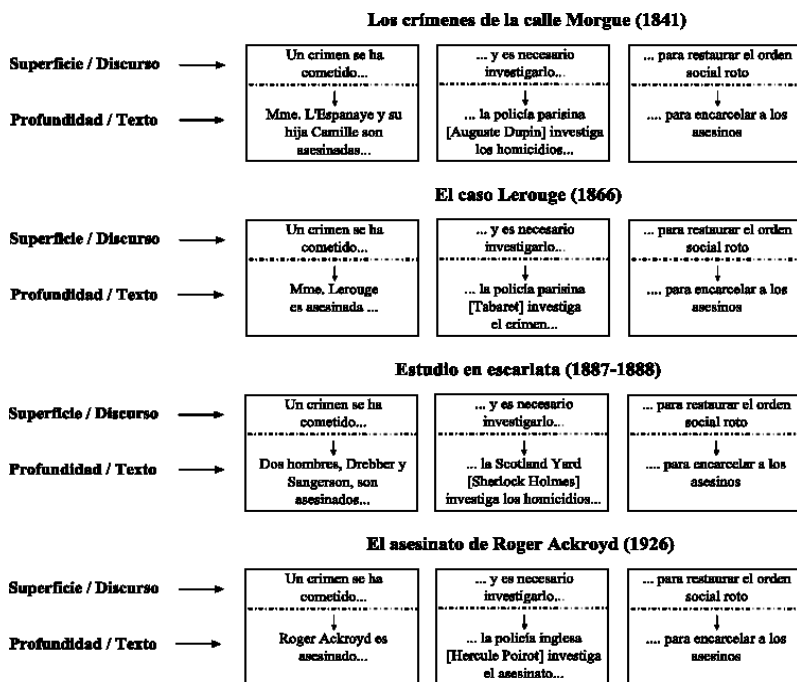 Los crímenes de la calle Morgue (1841)
Superficie / Discurso
Un crimen se ha
cometido...
... y es necesario
investigarlo...
... para restaurar el orden
social roto
Profundidad / Texto
Mme. L'Espanaye y su
hija Camille son
asesinadas...
... la policía parisina
[Auguste Dupin] investiga
los homicidios...
.... para encarcelar a los
asesinos
El caso Lerouge (1866)
Superficie / Discurso
Un crimen se ha
cometido...
... y es necesario
investigarlo...
... para restaurar el orden
social roto
Profundidad / Texto
Mme. Lerouge
es asesinada ...
... la policía parisina
[Tabaret] investiga
el crímen...
.... para encarcelar a los
asesinos
Estudio en escarlata (1887-1888)
Superficie / Discurso
Un crimen se ha
cometido...
... y es necesario
investigarlo...
... para restaurar el orden
social roto
Profundidad / Texto
Dos hombres, Drebber y
Sangerson, son
asesinados...
... la Scotland Yard
[Sherlock Holmes]
investiga los homicidios...
.... para encarcelar a los
asesinos
El asesinato de Roger Ackroyd (1926)
Superficie / Discurso
Un crimen se ha
cometido...
... y es necesario
investigarlo...
... para restaurar el orden
social roto
Profundidad / Texto
Roger Ackroyd es
asesinado...
... la policía inglesa
[Hercule Poirot] investiga
el asesinato...
.... para encarcelar a los
asesinos